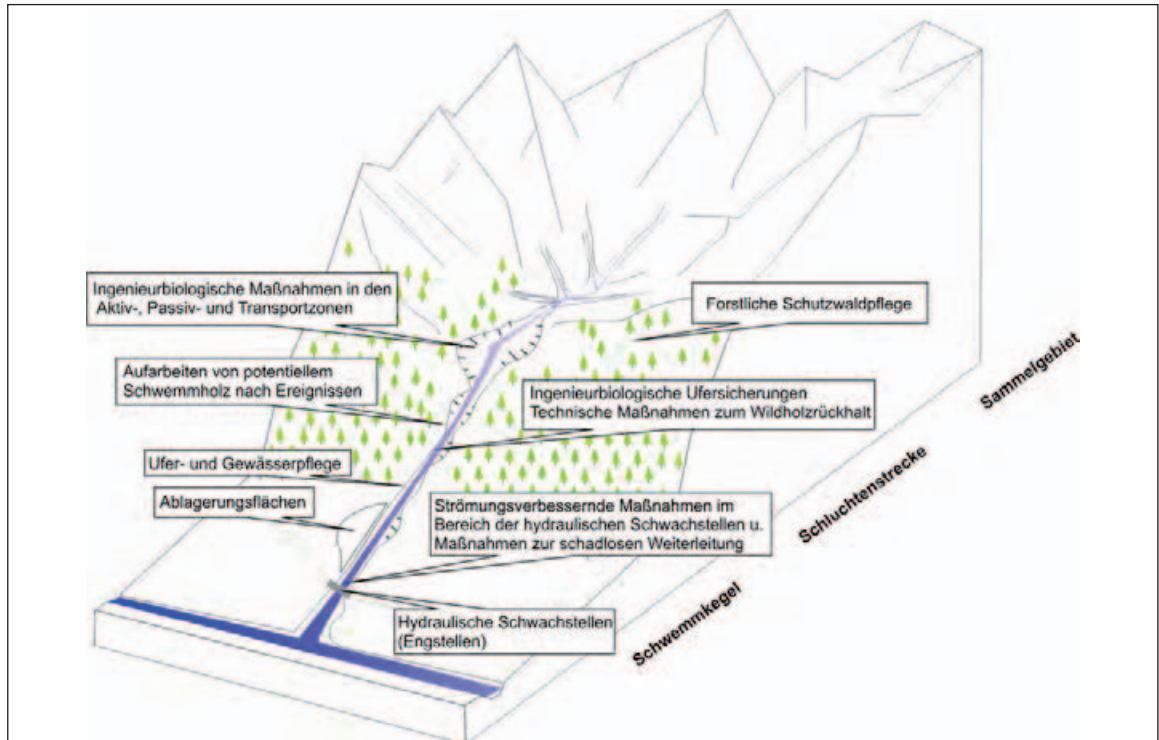 Ingenieurbiologische Maßnahmen in den
Aktiv-, Passiv- und Transportzonen
Forstliche Schutzwaldpflege
Aufarbeiten von potentiellem
Schwemmholz nach Ereignissen
Ingenieurbiologische Ufersicherungen
Technische Maßnahmen zum Wildholzrückhalt
Sammelgebiet
Ufer- und Gewässerpflege
Ablagerungsflächen
Strömungsverbessernde Maßnahmen im
Bereich der hydraulischen Schwachstellen u.
Maßnahmen zur schadlosen Weiterleitung
Schluchtenstrecke
Hydraulische Schwachstellen
(Engstellen)
Schwemmkegel